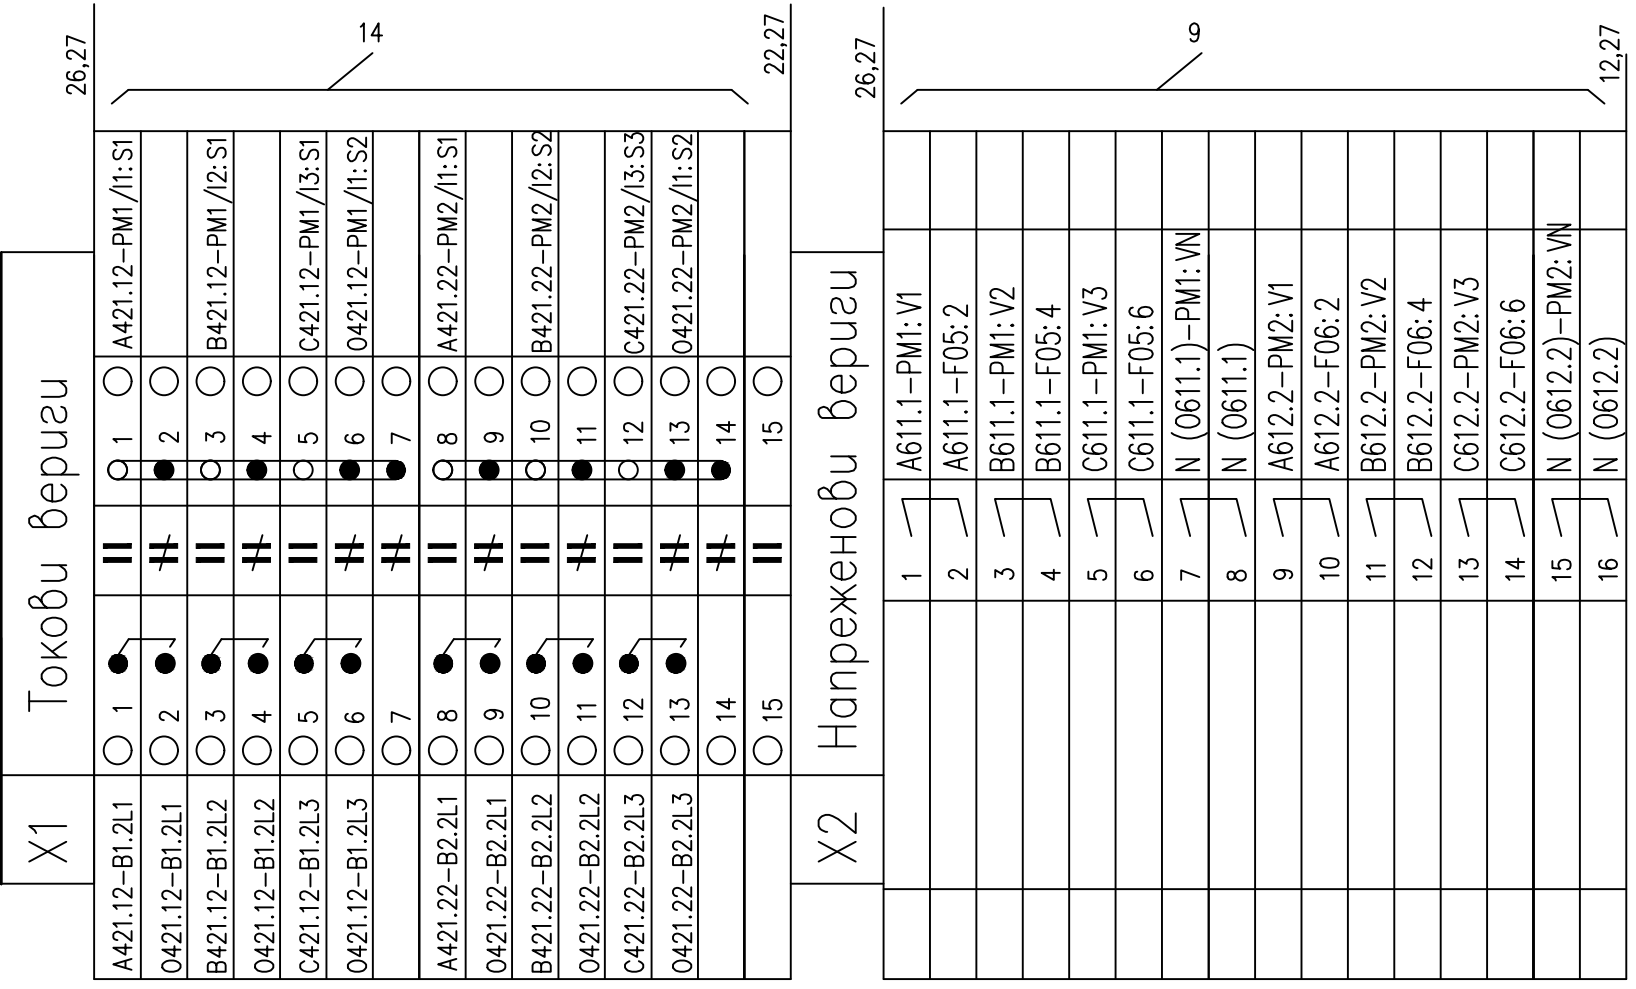 X1 Токови вериги
26,27
A421.12-B1.2L1 1 1 A421.12-PM1/I1:S1
0421.12-B1.2L1 2 2
B421.12-B1.2L2 3 3 B421.12-PM1/I2:S1
0421.12-B1.2L2 4 4
C421.12-B1.2L3 5 5 C421.12-PM1/I3:S1
0421.12-B1.2L3 6 6 0421.12-PM1/I1:S2
14
7 7
A421.22-B2.2L1 8 8 A421.22-PM2/I1:S1
0421.22-B2.2L1 9 9
B421.22-B2.2L2 10 10 B421.22-PM2/I2:S2
0421.22-B2.2L2 11 11
C421.22-B2.2L3 12 12 C421.22-PM2/I3:S3
0421.22-B2.2L3 13 13 0421.22-PM2/I1:S2
14 14
15 15
22,27
X2 Напреженови вериги
26,27
1 A611.1-PM1:V1
2 A611.1-F05:2
3 B611.1-PM1:V2
4 B611.1-F05:4
5 C611.1-PM1:V3
6 C611.1-F05:6
7 N (0611.1)-PM1:VN
9
8 N (0611.1)
9 A612.2-PM2:V1
10 A612.2-F06:2
11 B612.2-PM2:V2
12 B612.2-F06:4
13 C612.2-PM2:V3
14 C612.2-F06:6
15 N (0612.2)-PM2:VN
16 N (0612.2)
12,27